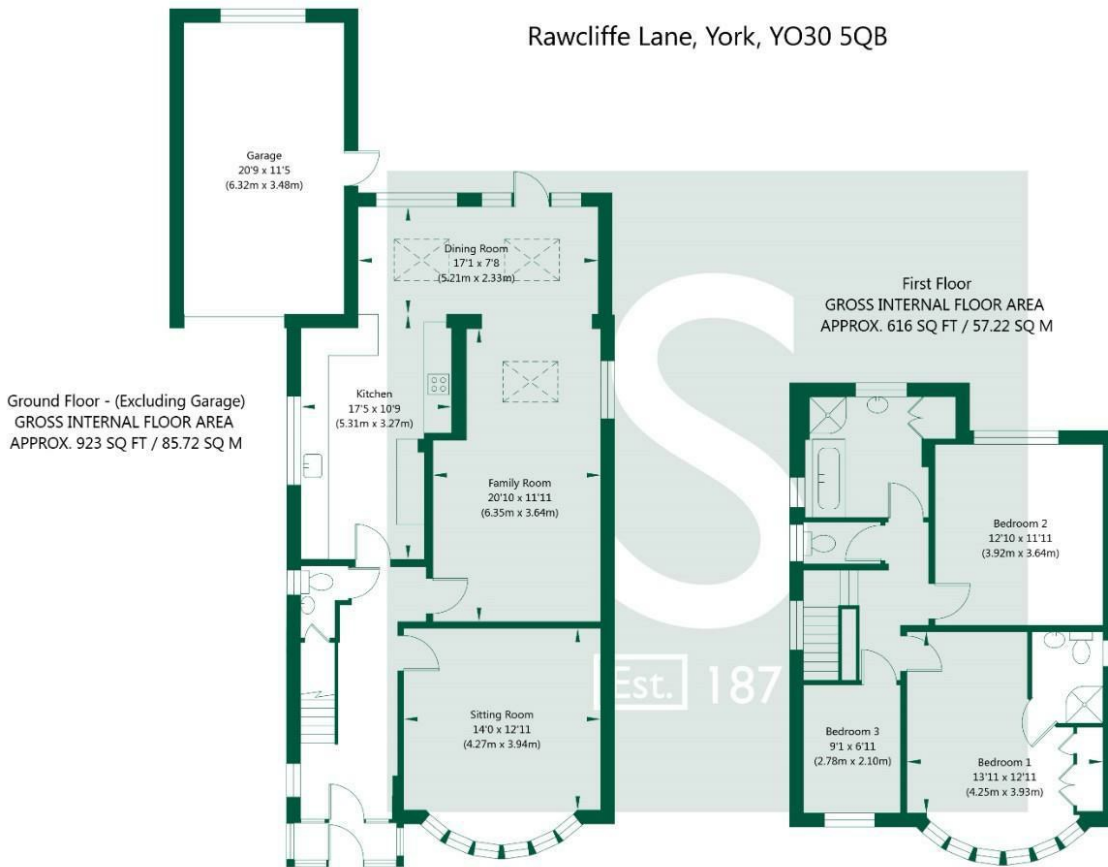 Rawcliffe Lane, York, YO30 5QB
Garage
20'9 x 11'5
(6.32m x 3.48m)
Dining Room
17'1 x 7'8
(5.21m x 2.33m)
First Floor
GROSS INTERNAL FLOOR AREA
APPROX. 616 SQ FT / 57.22 SQ M
Ground Floor - (Excluding Garage)
GROSS INTERNAL FLOOR AREA
APPROX. 923 SQ FT / 85.72 SQ M
Kitchen
17'5 x 10'9
(5.31m x 3.27m)
Family Room
20'10 x 11'11
(6.35m x 3.64m)
Bedroom 2
12'10 x 11'11
(3.92m x 3.64m)
S
Est. 187
Sitting Room
14'0 x 12'11
(4.27m x 3.94m)
Bedroom 3
9'1 x 6'11
(2.78m x 2.10m)
Bedroom 1
13'11 x 12'11
(4.25m x 3.93m)